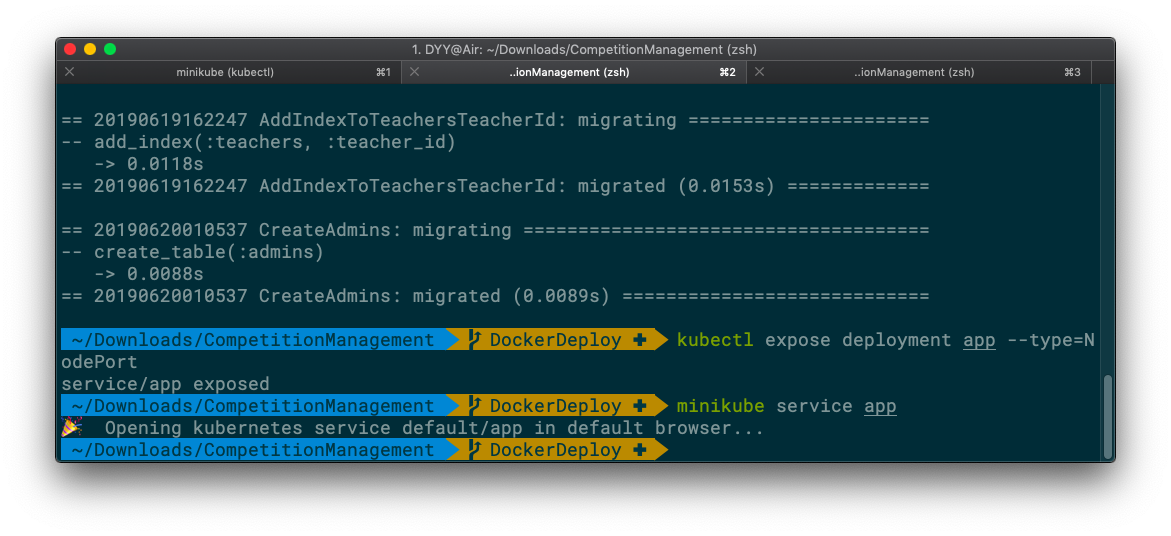 1. DYY@Air: ~/Downloads/CompetitionManagement (zsh)
minikube (kubectl) ⌘1 ..ionManagement (zsh) ⌘2 ..ionManagement (zsh) ⌘3
== 20190619162247 AddIndexToTeachersTeacherId: migrating ======================
-- add_index(:teachers, :teacher_id)
   -> 0.0118s
== 20190619162247 AddIndexToTeachersTeacherId: migrated (0.0153s) =============
== 20190620010537 CreateAdmins: migrating =====================================
-- create_table(:admins)
   -> 0.0088s
== 20190620010537 CreateAdmins: migrated (0.0089s) ============================
~/Downloads/CompetitionManagement DockerDeploy ✚ kubectl expose deployment app --type=N
odePort
service/app exposed
~/Downloads/CompetitionManagement DockerDeploy ✚ minikube service app
🎉  Opening kubernetes service default/app in default browser...
~/Downloads/CompetitionManagement DockerDeploy ✚